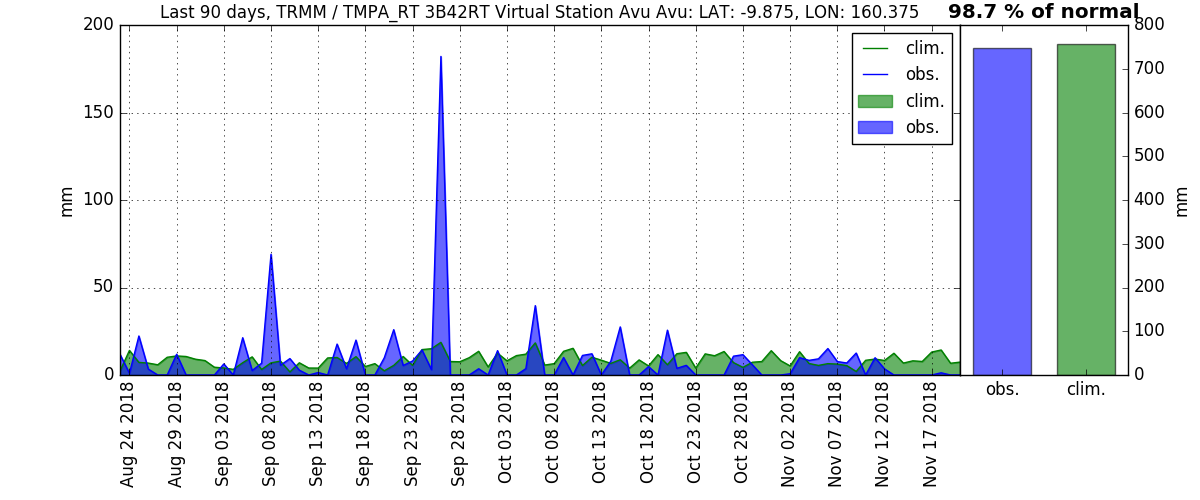 Last 90 days, TRMM / TMPA_RT 3B42RT Virtual Station Avu Avu: LAT: -9.875, LON: 160.375
98.7 % of normal
200
150
100
50
0
mm
clim.
obs.
clim.
obs.
800
700
600
500
400
300
200
100
0
mm
obs.
clim.
Aug 24 2018
Aug 29 2018
Sep 03 2018
Sep 08 2018
Sep 13 2018
Sep 18 2018
Sep 23 2018
Sep 28 2018
Oct 03 2018
Oct 08 2018
Oct 13 2018
Oct 18 2018
Oct 23 2018
Oct 28 2018
Nov 02 2018
Nov 07 2018
Nov 12 2018
Nov 17 2018